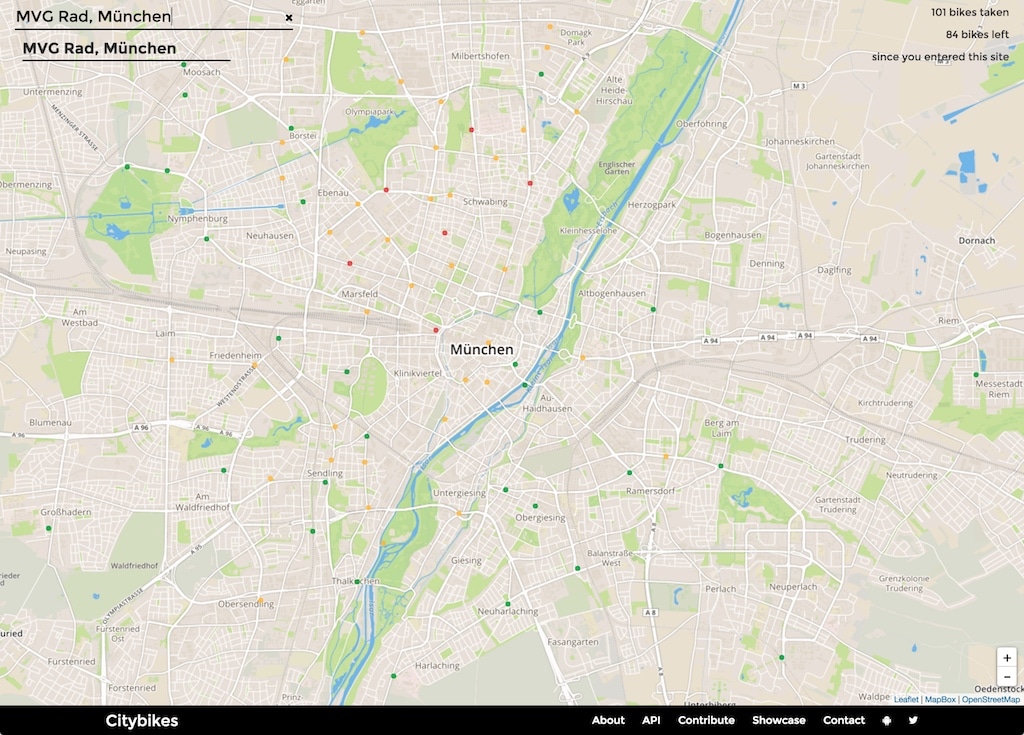 MVG Rad, München ×
MVG Rad, München
101 bikes taken
84 bikes left
since you entered this site
Domagk
Park
Milbertshofen
Moosach
Untermenzing
MENZINGER STRASSE
Alte
Heide-
Hirschau
M 3
Olympiapark
Borstei
Oberföhring
Johanneskirchen
Gartenstadt
Johanneskirchen
Englischer
Garten
Obermenzing
Ebenau
Schwabing
Herzogpark
Nymphenburg
Neuhausen
Kleinhesselohe
Bogenhausen
Dornach
Neupasing
Denning
Daglfing
Marsfeld
Altbogenhausen
Am
Westbad
Laim
Riem
A 94
A 94
A 94
München
Friedenheim
Klinikviertel
WESTENDSTRASSE
Messestadt
Riem
Au-
Haidhausen
Kirchtrudering
Blumenau
A 96
A 96
A 96
A 96
Berg am
Laim
Trudering
Sendling
Neutrudering
Am
Waldfriedhof
Untergiesing
Ramersdorf
Gartenstadt
Trudering
Großhadern
Obergiesing
A 8
A 95
Giesing
Balanstraße
West
Waldfriedhof
Thalkirchen
Grenzkolonie
Trudering
OLYMPIASTRASSE
Perlach
Neuperlach
Obersendling
Neuharlaching
A 8
Fürstenried
Ost
Fasangarten
Fürstenried
Harlaching
Forstenried
Prinz
A 8
Waldpe
Unterbiberg
+
−
Oedenstock
Leaflet | MapBox | OpenStreetMap
Citybikes
About API Contribute Showcase Contact